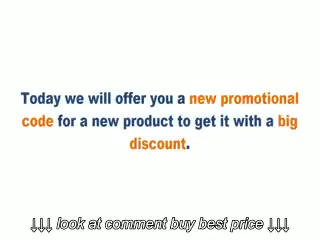 Today we will offer you a new promotional
code for a new product to get it with a big
discount.
↓↓↓ look at comment buy best price ↓↓↓